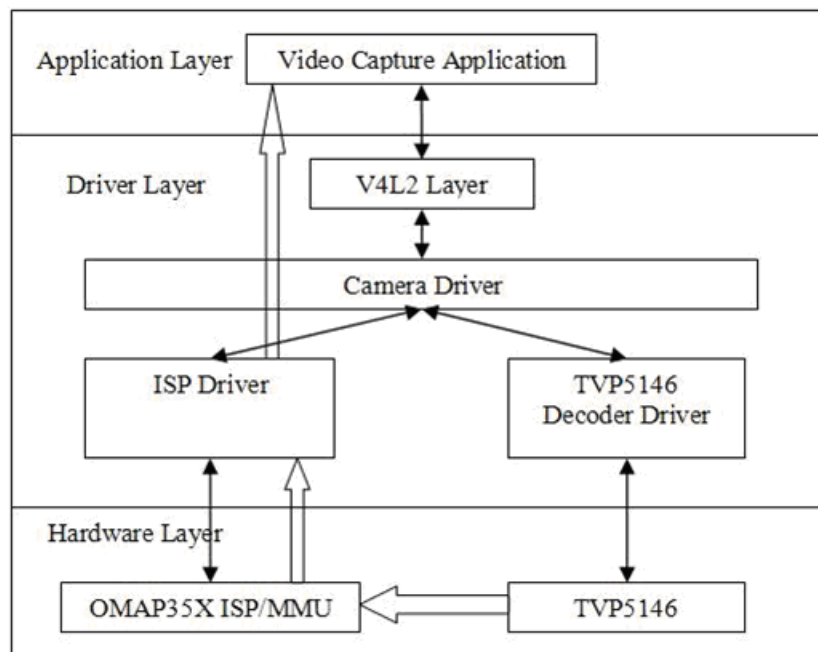 Application Layer
Video Capture Application
Driver Layer
V4L2 Layer
Camera Driver
ISP Driver
TVP5146
Decoder Driver
Hardware Layer
OMAP35X ISP/MMU
TVP5146